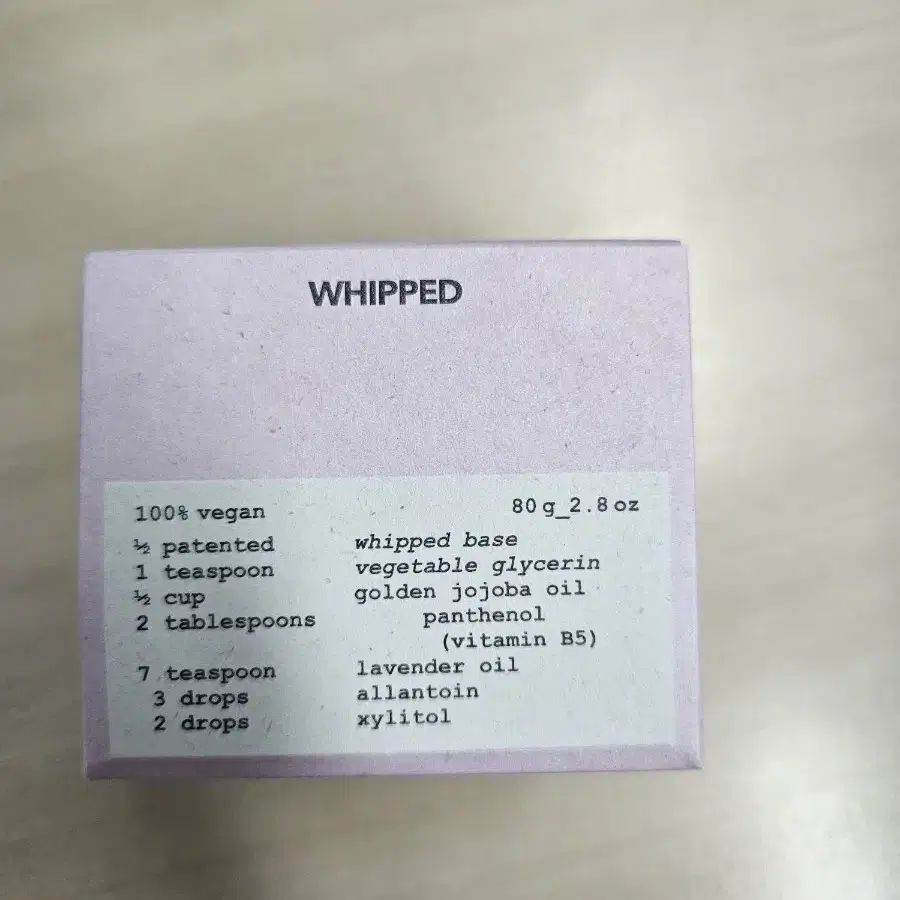 WHIPPED
100% vegan 80g_2.8oz
½ patented whipped base
1 teaspoon vegetable glycerin
½ cup golden jojoba oil
2 tablespoons panthenol
(vitamin B5)
7 teaspoon lavender oil
3 drops allantoin
2 drops xylitol